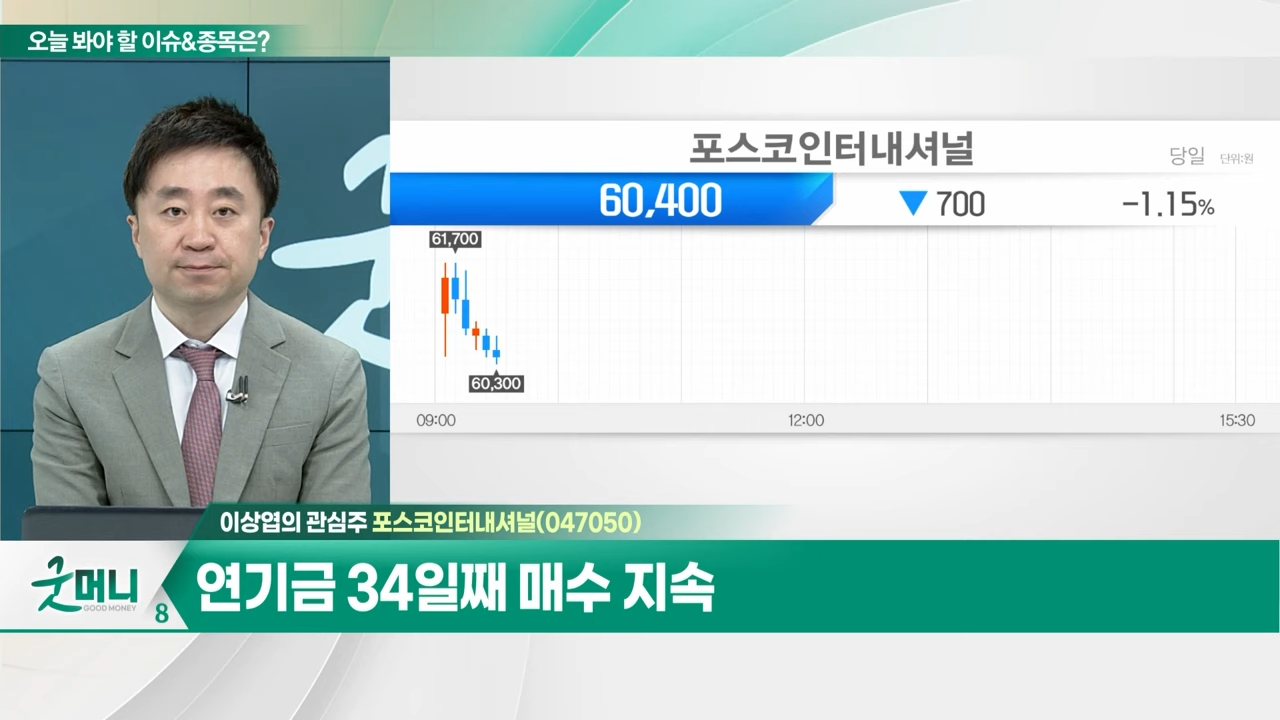 오늘 봐야 할 이슈&종목은?
포스코인터내셔널
당일 단위:원
60,400 ▼ 700 -1.15%
61,700
60,300
09:00 12:00 15:30
이상엽의 관심주 포스코인터내셔널(047050)
연기금 34일째 매수 지속
굿머니
GOOD MONEY
8